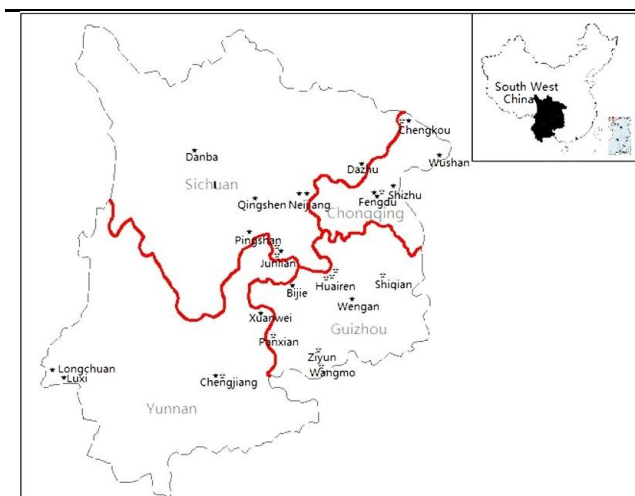 South West
China
Chengkou
Danba
Dazhu
Wushan
Sichuan
Shizhu
Qingshen Neijiang
Fengdu
Chongqing
Pingshan
Junlian
Bijie
Huairen
Shiqian
Wengan
Xuanwei
Guizhou
Panxian
Ziyun
Wangmo
Longchuan
Luxi
Chengjiang
Yunnan